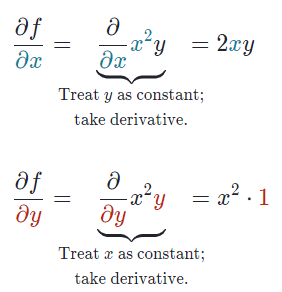 ∂f/∂x = ∂/∂x x²y = 2xy
Treat y as constant;
take derivative.
∂f/∂y = ∂/∂y x²y = x² · 1
Treat x as constant;
take derivative.